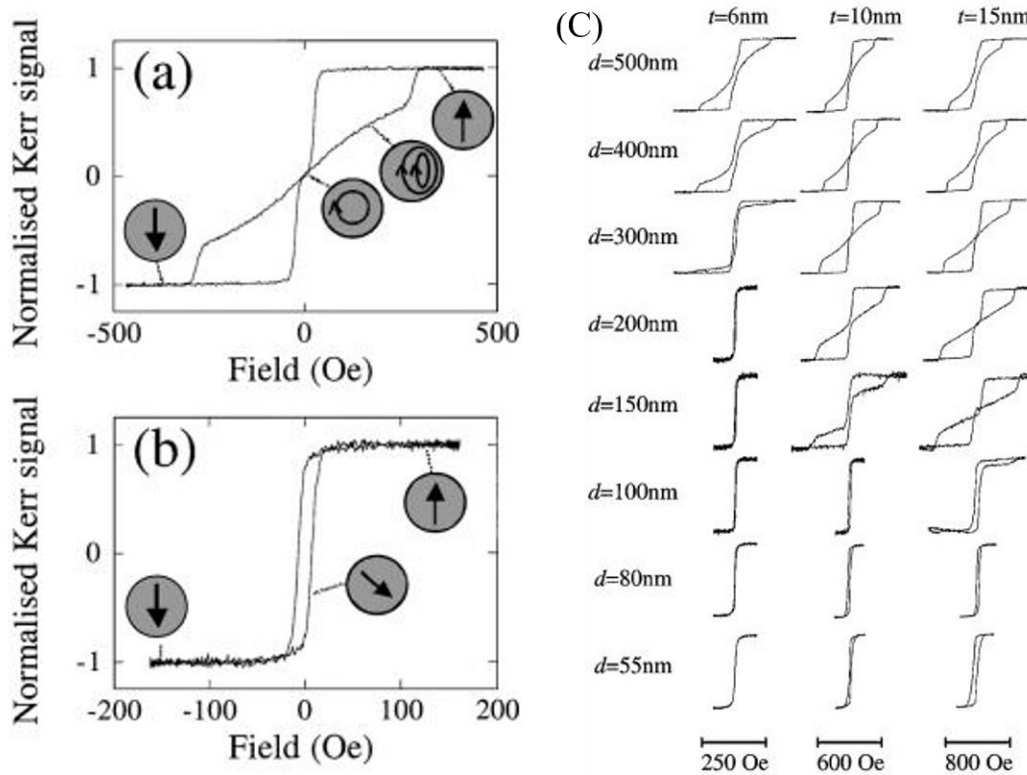 (a)
Normalised Kerr signal
1
0
-1
-500
0
500
Field (Oe)
(b)
Normalised Kerr signal
1
0
-1
-200
-100
0
100
200
Field (Oe)
(C)
t=6nm t=10nm t=15nm
d=500nm
d=400nm
d=300nm
d=200nm
d=150nm
d=100nm
d=80nm
d=55nm
250 Oe 600 Oe 800 Oe